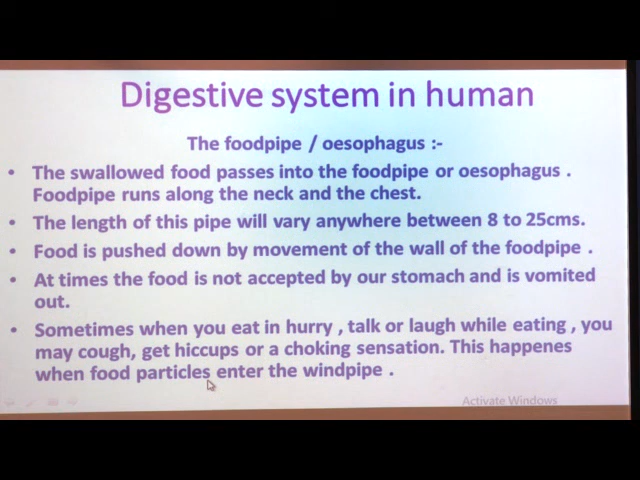 Digestive system in human
The foodpipe / oesophagus :-
• The swallowed food passes into the foodpipe or oesophagus .
Foodpipe runs along the neck and the chest.
• The length of this pipe will vary anywhere between 8 to 25cms.
• Food is pushed down by movement of the wall of the foodpipe .
• At times the food is not accepted by our stomach and is vomited
out.
• Sometimes when you eat in hurry , talk or laugh while eating , you
may cough, get hiccups or a choking sensation. This happenes
when food particles enter the windpipe .
Activate Windows